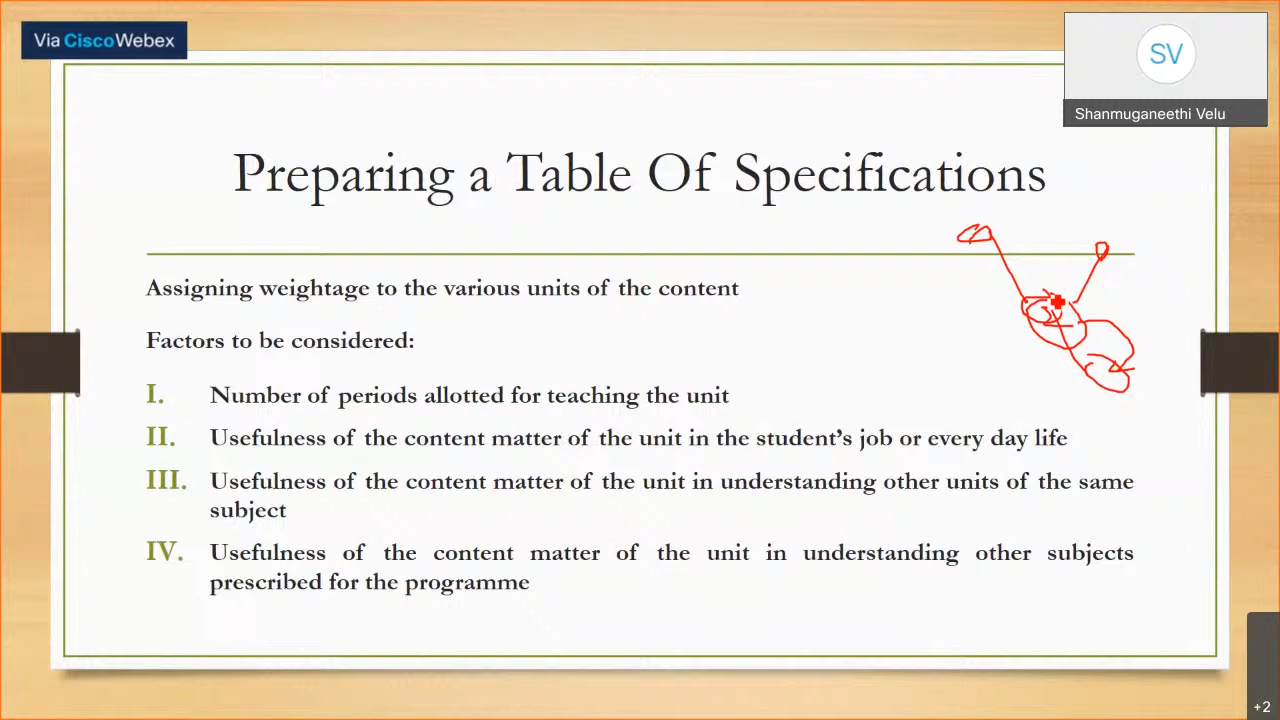 Via CiscoWebex
SV
Shanmuganeethi Velu
Preparing a Table Of Specifications
Assigning weightage to the various units of the content
Factors to be considered:
I. Number of periods allotted for teaching the unit
II. Usefulness of the content matter of the unit in the student’s job or every day life
III. Usefulness of the content matter of the unit in understanding other units of the same
subject
IV. Usefulness of the content matter of the unit in understanding other subjects
prescribed for the programme
+2